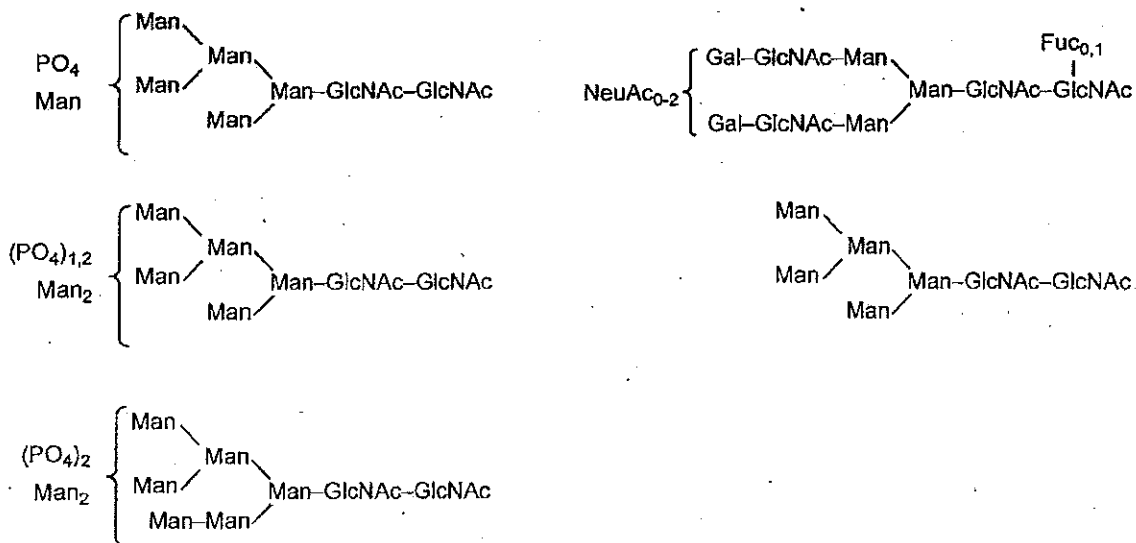 Man
PO4 Man
Man Man Man–GlcNAc–GlcNAc
Man
Fuc0,1
Gal–GlcNAc–Man
NeuAc0-2 Man–GlcNAc–GlcNAc
Gal–GlcNAc–Man
Man
(PO4)1,2 Man
Man2 Man Man–GlcNAc–GlcNAc
Man
Man
Man
Man Man–GlcNAc–GlcNAc
Man
Man
(PO4)2 Man
Man2 Man Man–GlcNAc–GlcNAc
Man–Man